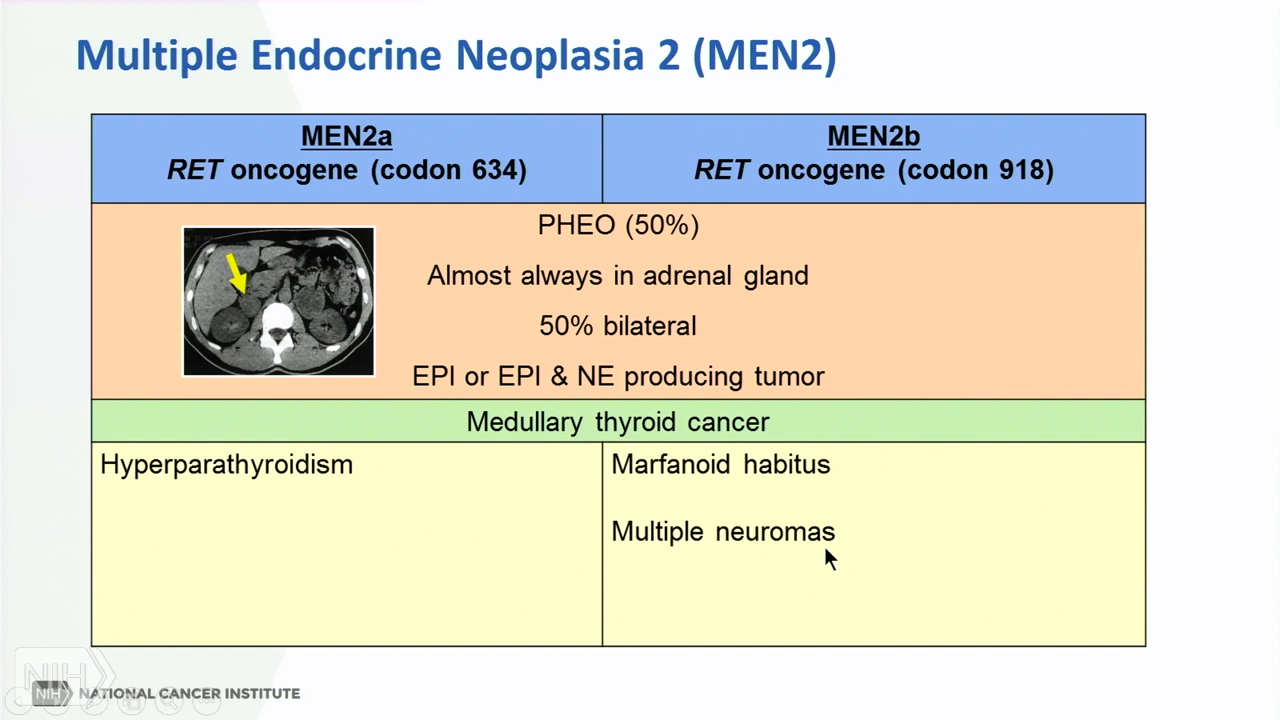 Multiple Endocrine Neoplasia 2 (MEN2)
MEN2a
RET oncogene (codon 634)
MEN2b
RET oncogene (codon 918)
PHEO (50%)
Almost always in adrenal gland
50% bilateral
EPI or EPI & NE producing tumor
Medullary thyroid cancer
Hyperparathyroidism
Marfanoid habitus
Multiple neuromas
NIH
NIH NATIONAL CANCER INSTITUTE